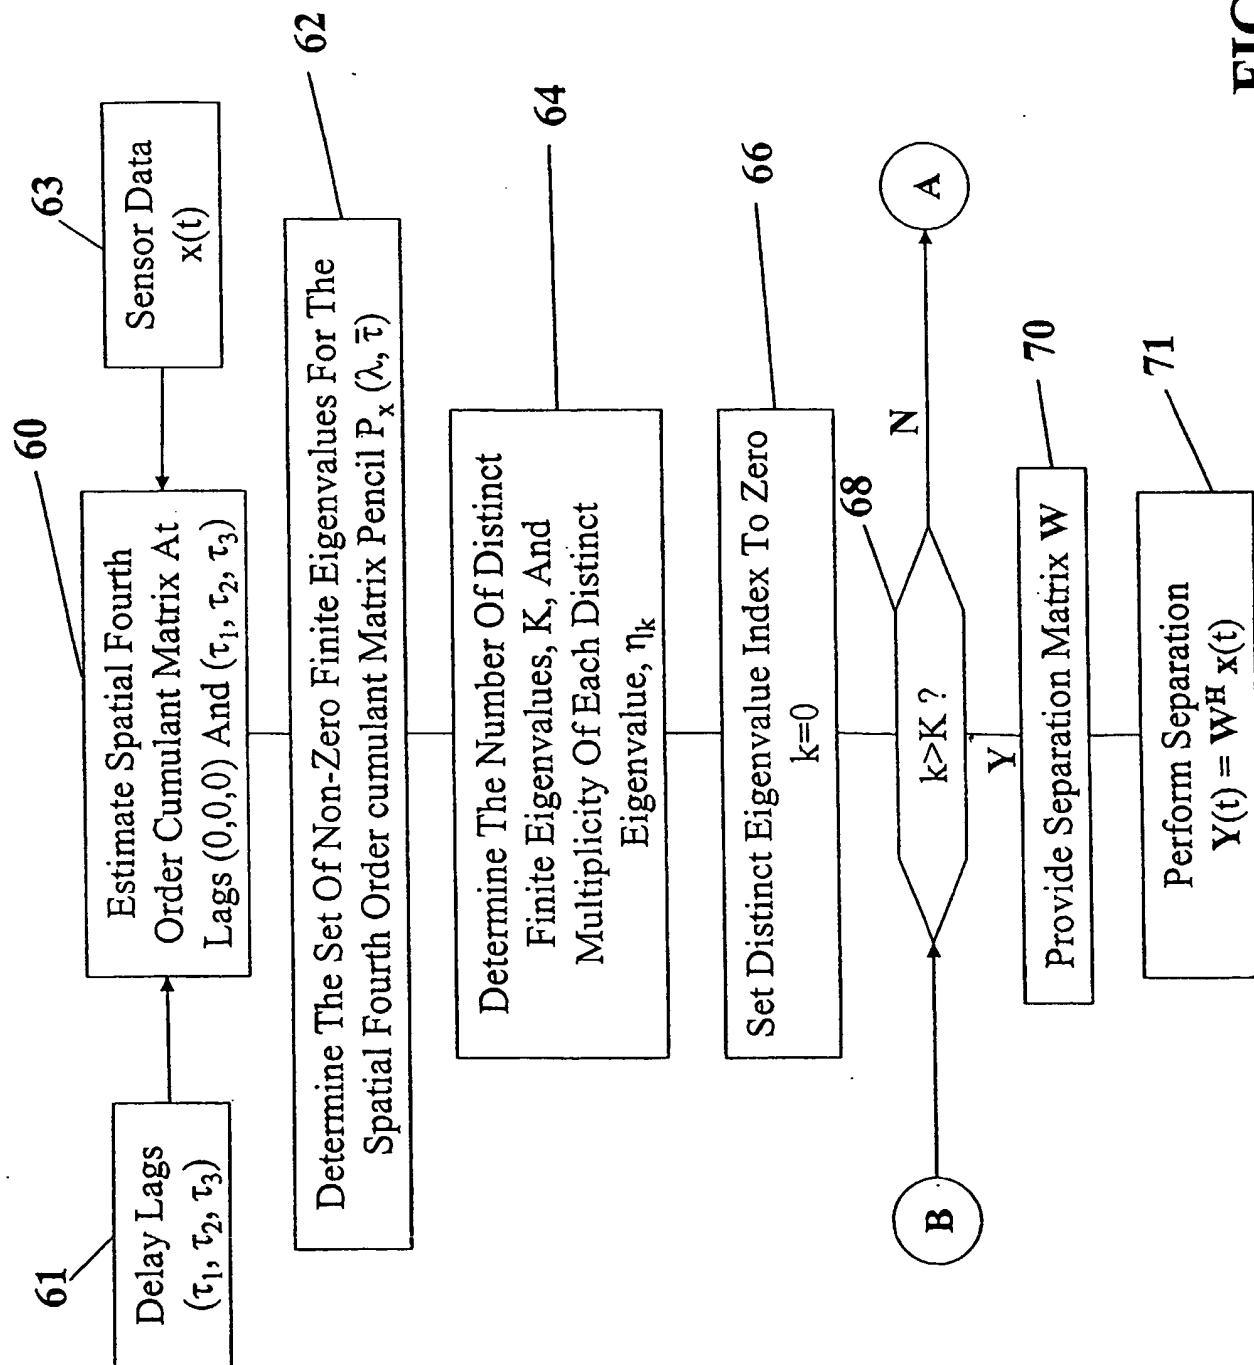 61
Delay Lags
(τ₁, τ₂, τ₃)
60
Estimate Spatial Fourth
Order Cumulant Matrix At
Lags (0,0,0) And (τ₁, τ₂, τ₃)
63
Sensor Data
x(t)
62
Determine The Set Of Non-Zero Finite Eigenvalues For The
Spatial Fourth Order cumulant Matrix Pencil Pₓ (λ, τ̄)
64
Determine The Number Of Distinct
Finite Eigenvalues, K, And
Multiplicity Of Each Distinct
Eigenvalue, ηₖ
66
Set Distinct Eigenvalue Index To Zero
k=0
68
B
k>K ?
N
A
Y
70
Provide Separation Matrix W
71
Perform Separation
Y(t) = Wᴴ x(t)